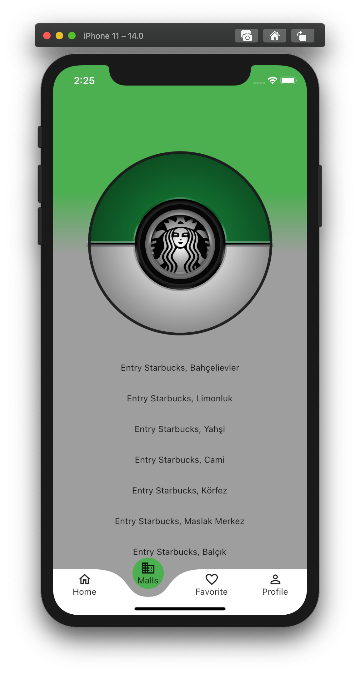 iPhone 11 – 14.0
2:25
Entry Starbucks, Bahçelievler
Entry Starbucks, Limonluk
Entry Starbucks, Yahşi
Entry Starbucks, Cami
Entry Starbucks, Körfez
Entry Starbucks, Maslak Merkez
Entry Starbucks, Balçık
Home
Malls
Favorite
Profile